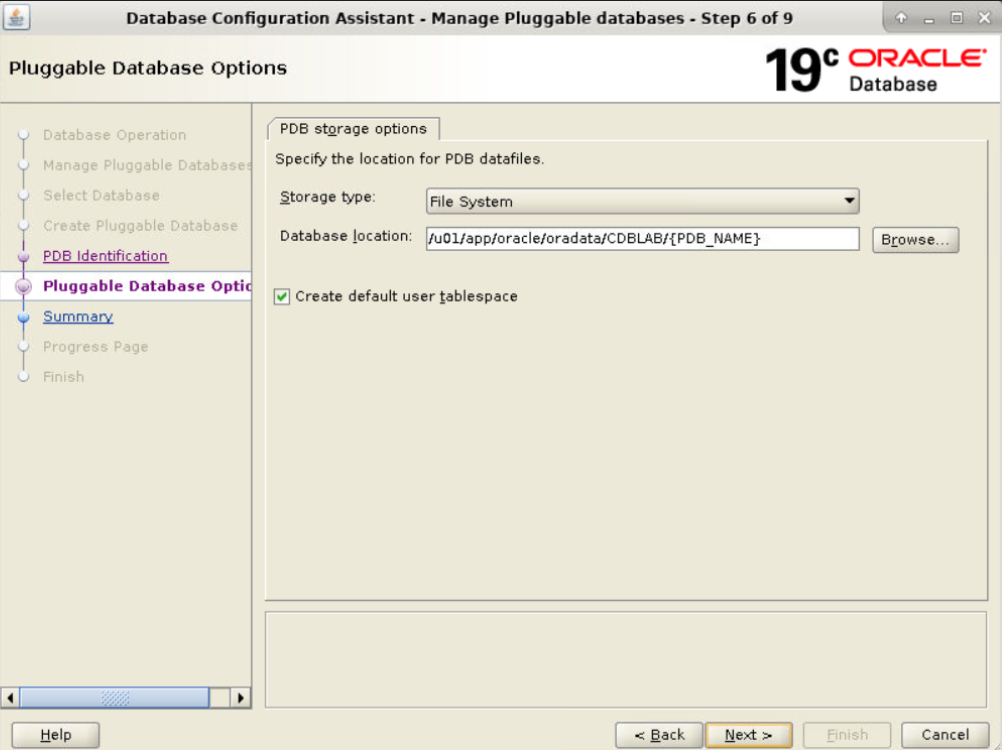 Database Configuration Assistant - Manage Pluggable databases - Step 6 of 9
Pluggable Database Options
19c ORACLE
Database
Database Operation
Manage Pluggable Databases
Select Database
Create Pluggable Database
PDB Identification
Pluggable Database Optio
Summary
Progress Page
Finish
PDB storage options
Specify the location for PDB datafiles.
Storage type: File System
Database location: /u01/app/oracle/oradata/CDBLAB/{PDB_NAME} Browse...
Create default user tablespace
Help < Back Next > Finish Cancel